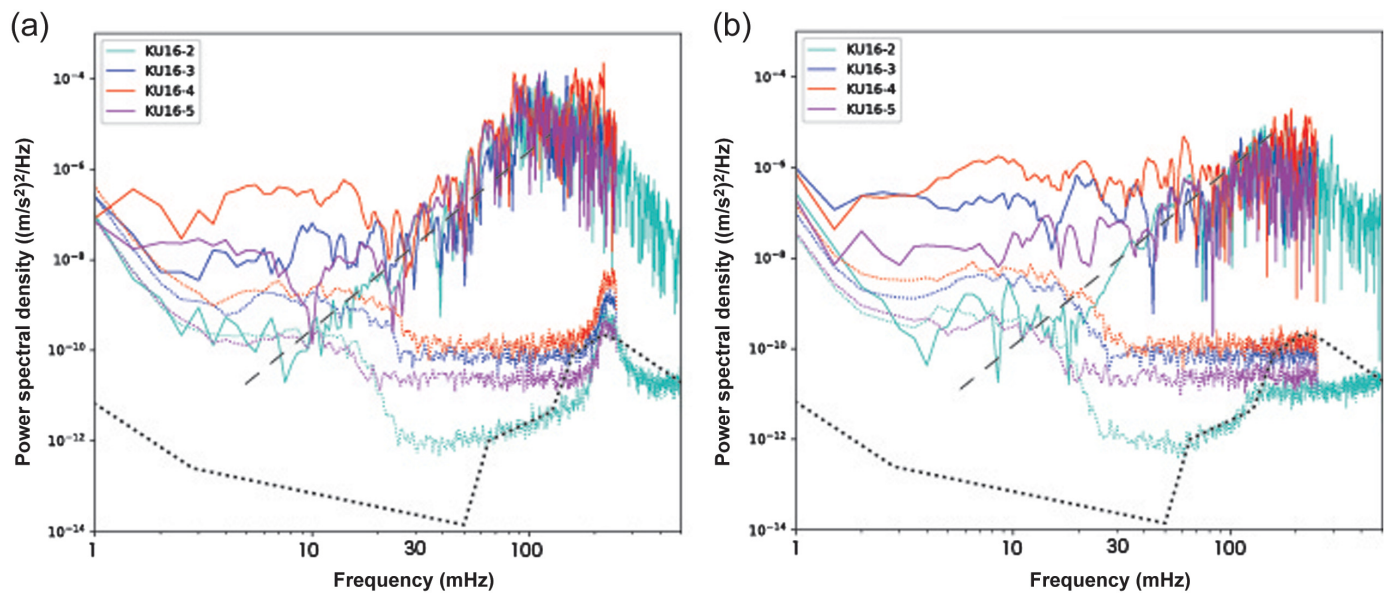 (a)
KU16-2
KU16-3
KU16-4
KU16-5
Power spectral density ((m/s²)²/Hz)
10⁻⁴
10⁻⁶
10⁻⁸
10⁻¹⁰
10⁻¹²
10⁻¹⁴
1
10
30
100
Frequency (mHz)
(b)
KU16-2
KU16-3
KU16-4
KU16-5
Power spectral density ((m/s²)²/Hz)
10⁻⁴
10⁻⁶
10⁻⁸
10⁻¹⁰
10⁻¹²
10⁻¹⁴
1
10
30
100
Frequency (mHz)